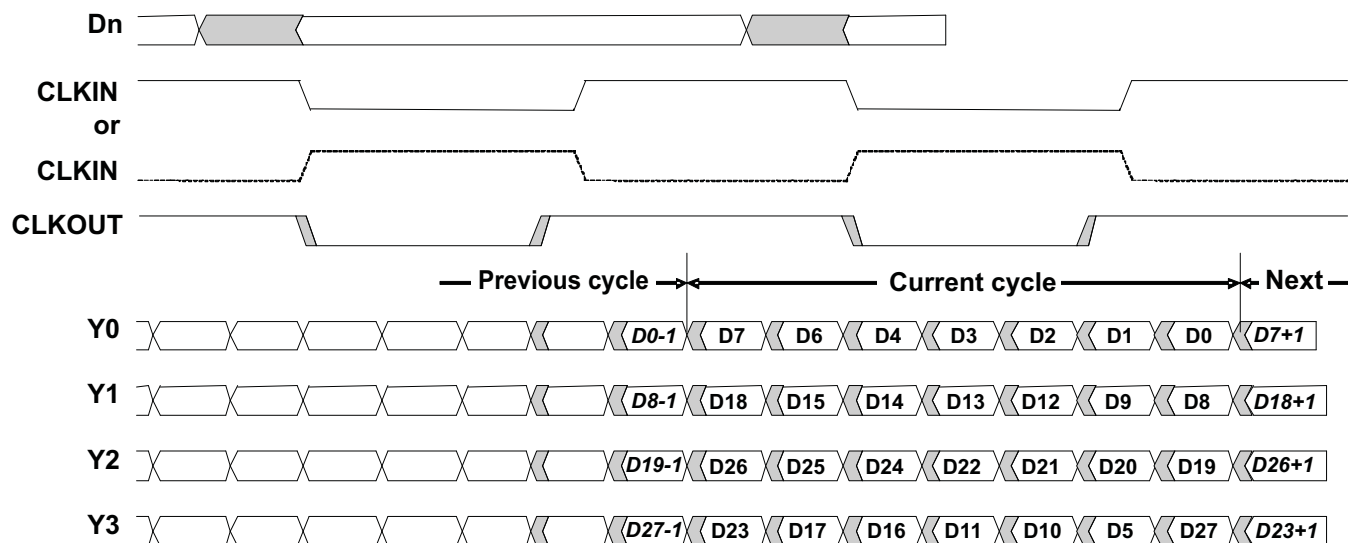 Dn
CLKIN
or
CLKIN
CLKOUT
Previous cycle Current cycle Next
Y0 D0-1 D7 D6 D4 D3 D2 D1 D0 D7+1
Y1 D8-1 D18 D15 D14 D13 D12 D9 D8 D18+1
Y2 D19-1 D26 D25 D24 D22 D21 D20 D19 D26+1
Y3 D27-1 D23 D17 D16 D11 D10 D5 D27 D23+1